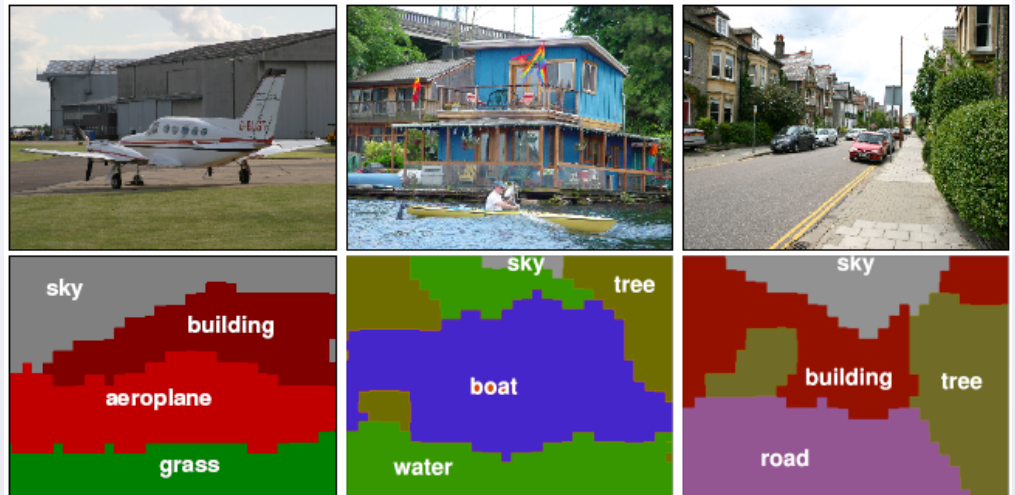 sky
building
aeroplane
grass
sky
tree
boat
water
sky
building
tree
road